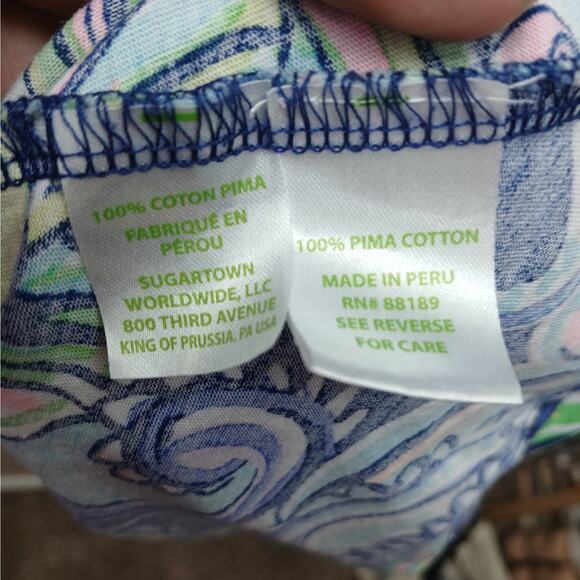 100% COTON PIMA
FABRIQUÉ EN
PÉROU
SUGARTOWN
WORLDWIDE, LLC
800 THIRD AVENUE
KING OF PRUSSIA, PA USA
100% PIMA COTTON
MADE IN PERU
RN# 88189
SEE REVERSE
FOR CARE